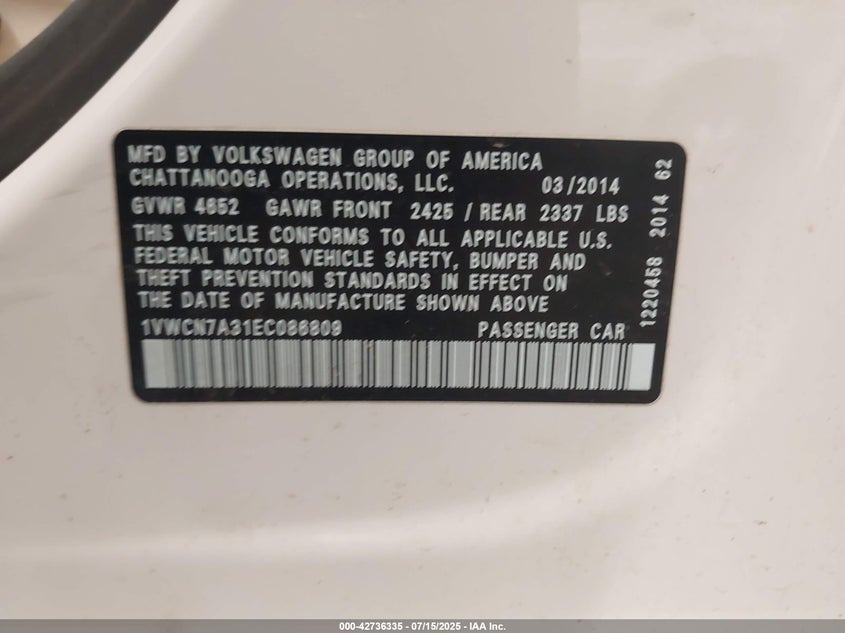 MFD BY VOLKSWAGEN GROUP OF AMERICA
CHATTANOOGA OPERATIONS, LLC. 03/2014
GVWR 4652 GAWR FRONT 2425 / REAR 2337 LBS
THIS VEHICLE CONFORMS TO ALL APPLICABLE U.S.
FEDERAL MOTOR VEHICLE SAFETY, BUMPER AND
THEFT PREVENTION STANDARDS IN EFFECT ON
THE DATE OF MANUFACTURE SHOWN ABOVE
1VWCN7A31EC086809 PASSENGER CAR
1220458 2014 62
000-42736335 - 07/15/2025 - IAA Inc.